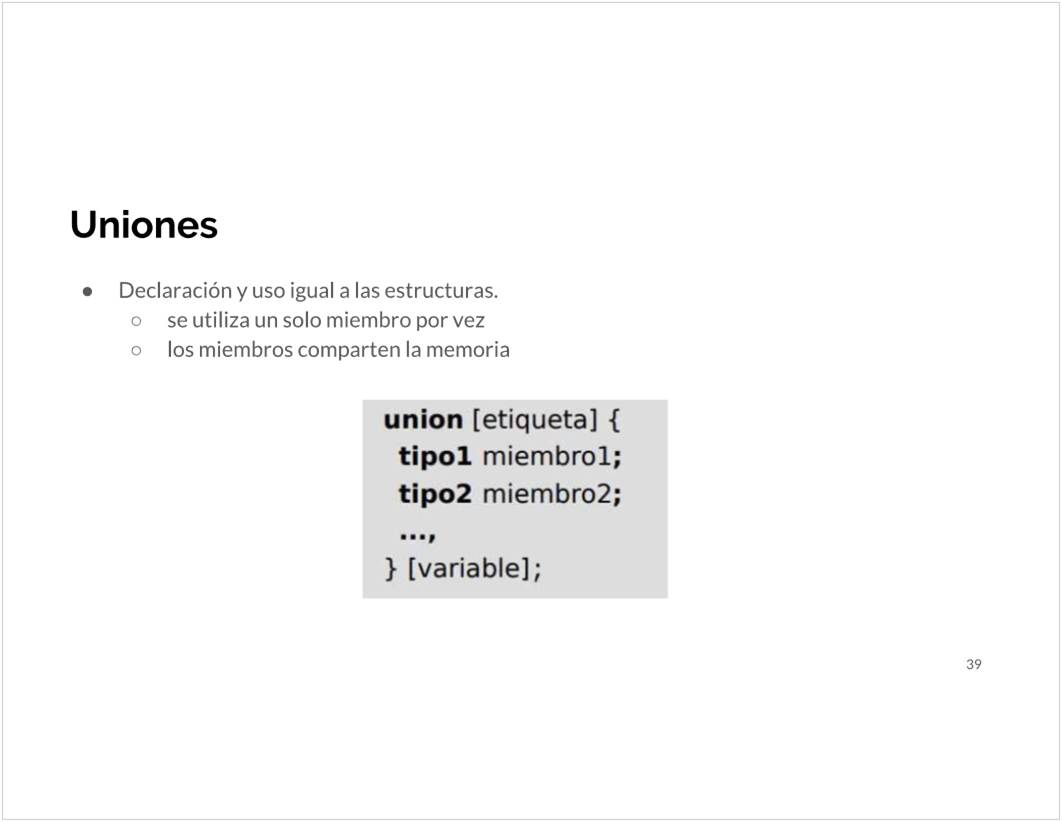 Uniones
● Declaración y uso igual a las estructuras.
○ se utiliza un solo miembro por vez
○ los miembros comparten la memoria
union [etiqueta] {
tipo1 miembro1;
tipo2 miembro2;
...,
} [variable];
39